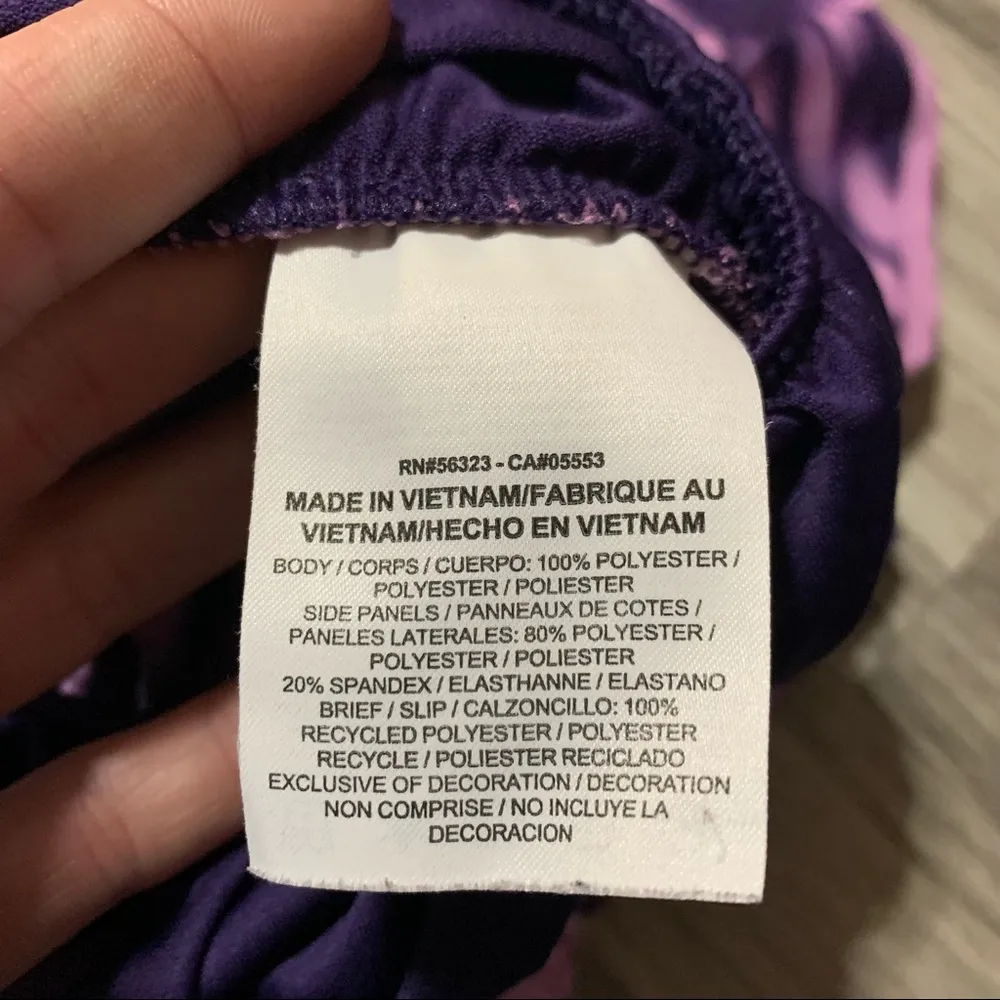 RN#56323 - CA#05553
MADE IN VIETNAM/FABRIQUE AU
VIETNAM/HECHO EN VIETNAM
BODY / CORPS / CUERPO: 100% POLYESTER /
POLYESTER / POLIESTER
SIDE PANELS / PANNEAUX DE COTES /
PANELES LATERALES: 80% POLYESTER /
POLYESTER / POLIESTER
20% SPANDEX / ELASTHANNE / ELASTANO
BRIEF / SLIP / CALZONCILLO: 100%
RECYCLED POLYESTER / POLYESTER
RECYCLE / POLIESTER RECICLADO
EXCLUSIVE OF DECORATION / DECORATION
NON COMPRISE / NO INCLUYE LA
DECORACION